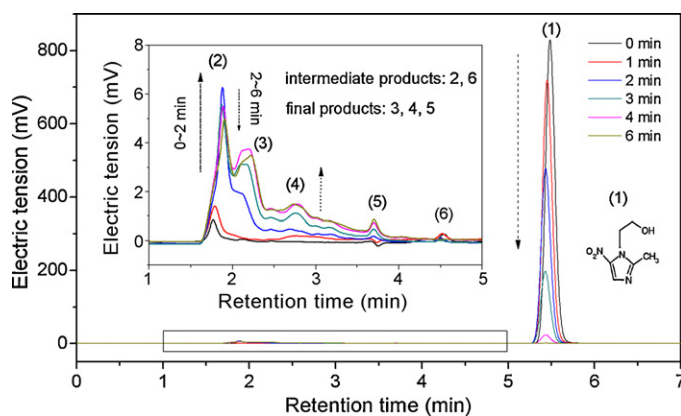 Electric tension (mV)
800
600
400
200
0
0
1
2
3
4
5
6
7
Retention time (min)
(1)
0 min
1 min
2 min
3 min
4 min
6 min
(1)
OH
O₂N
N
CH₃
N
Electric tension (mV)
8
6
4
2
0
1
2
3
4
5
Retention time (min)
(2)
0~2 min
2~6 min
intermediate products: 2, 6
final products: 3, 4, 5
(3)
(4)
(5)
(6)